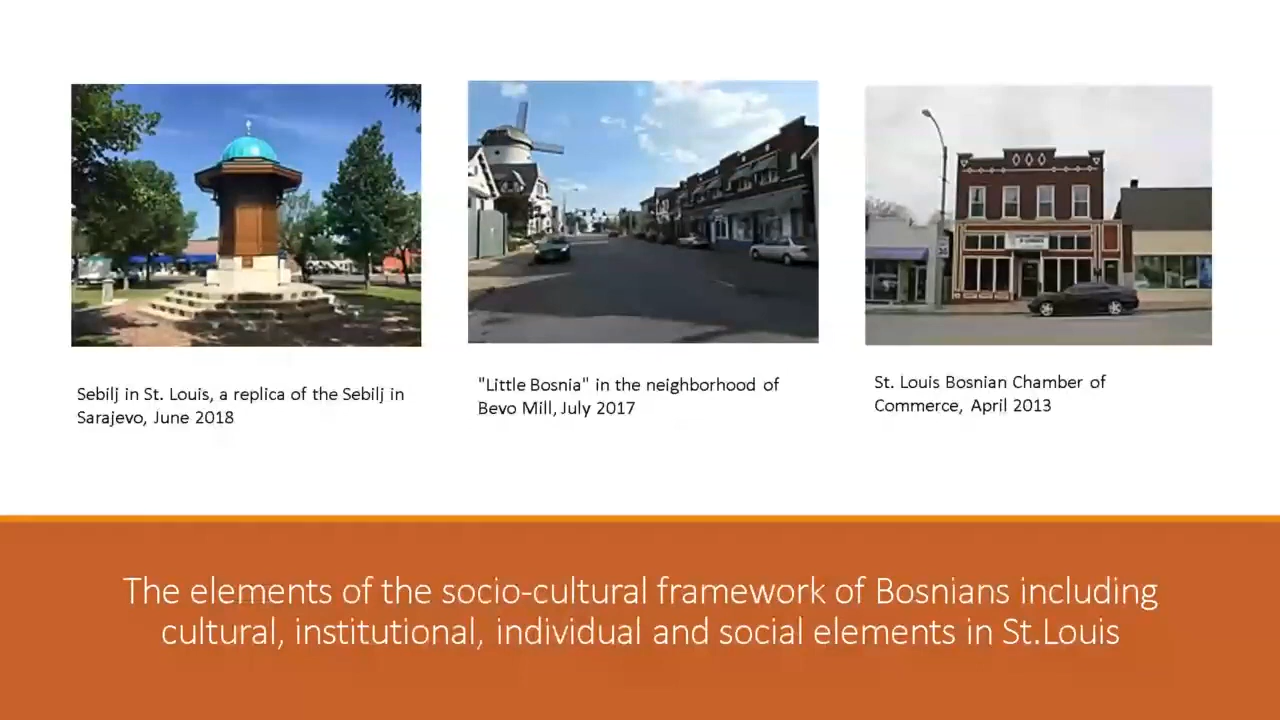 Sebilj in St. Louis, a replica of the Sebilj in
Sarajevo, June 2018
"Little Bosnia" in the neighborhood of
Bevo Mill, July 2017
St. Louis Bosnian Chamber of
Commerce, April 2013
The elements of the socio-cultural framework of Bosnians including
cultural, institutional, individual and social elements in St.Louis